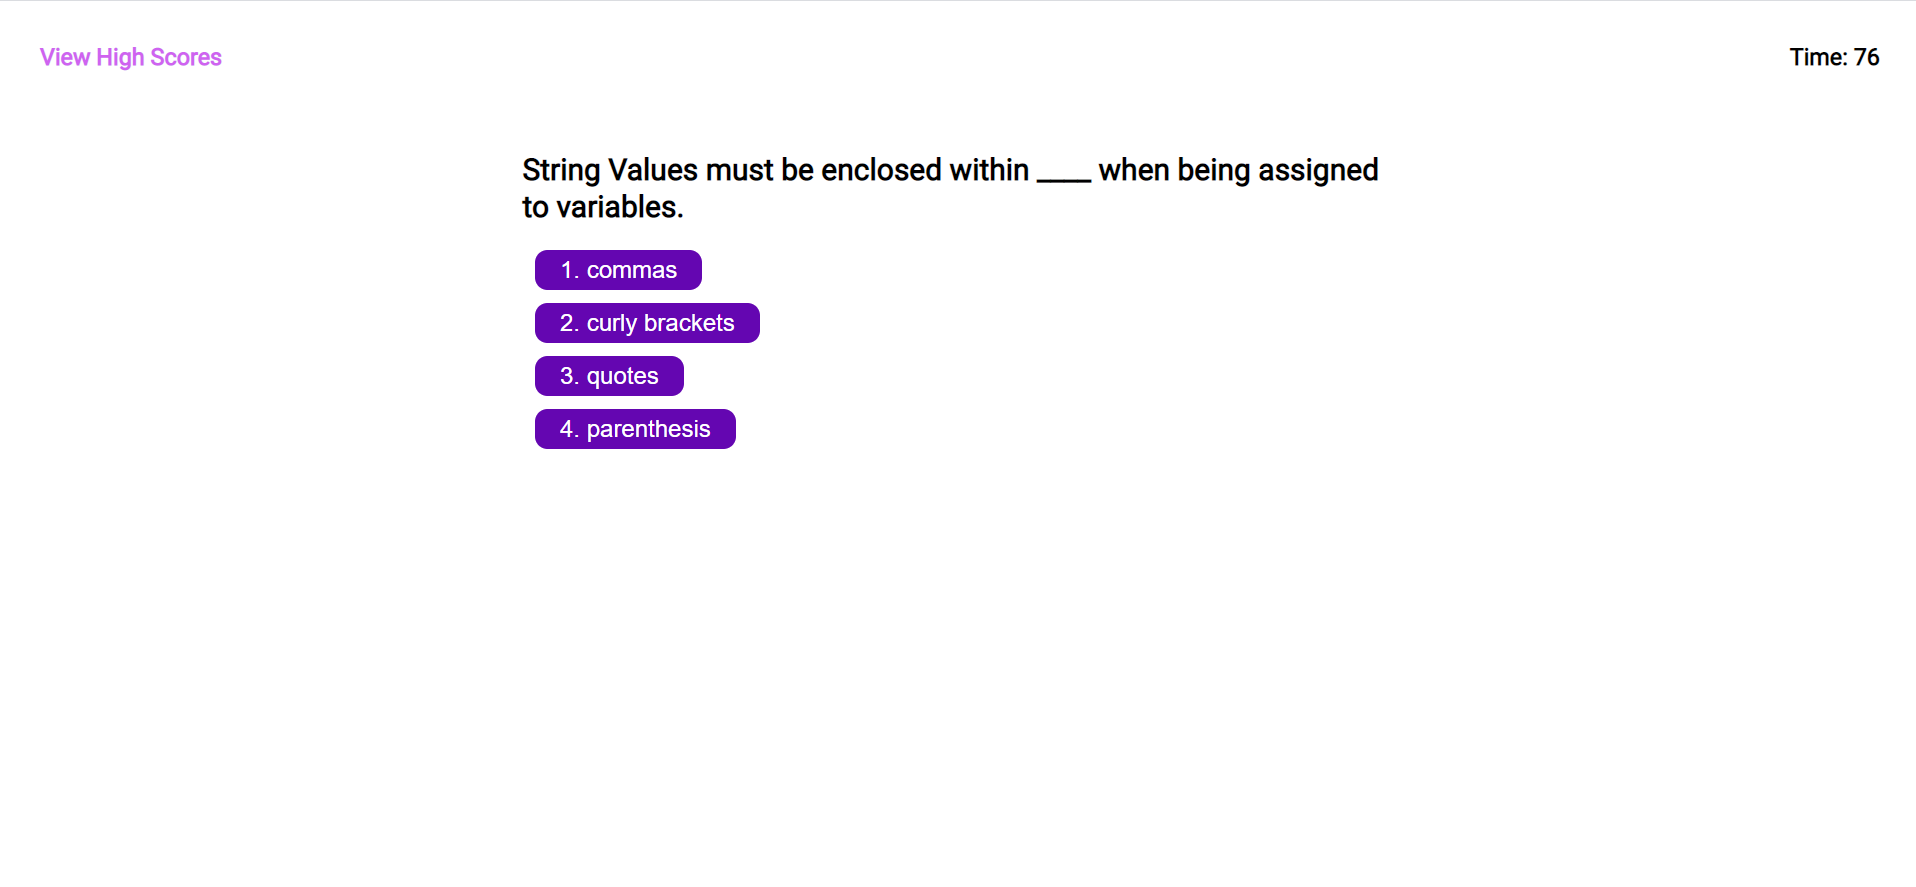 View High Scores
Time: 76
String Values must be enclosed within ____ when being assigned
to variables.
1. commas
2. curly brackets
3. quotes
4. parenthesis